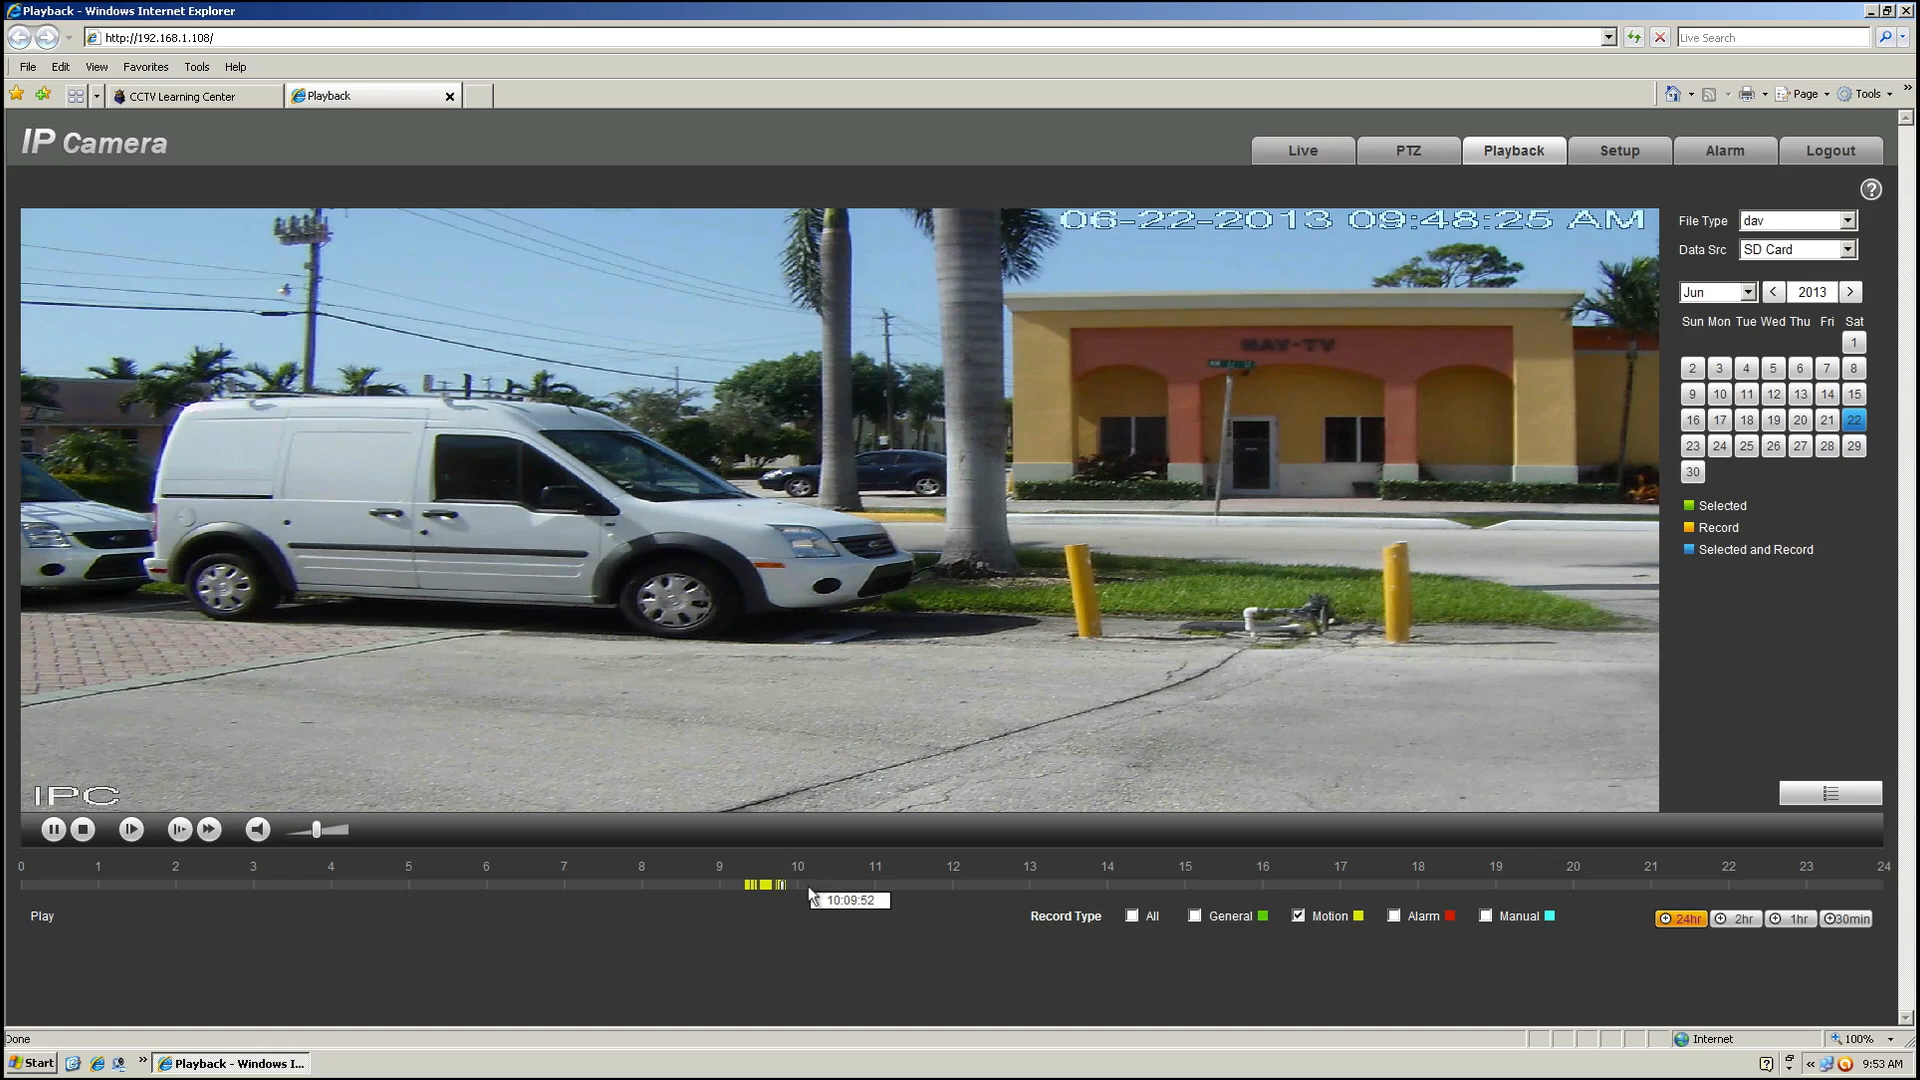 Playback - Windows Internet Explorer
http://192.168.1.108/
Live Search
File Edit View Favorites Tools Help
CCTV Learning Center
Playback
Page
Tools
IP Camera
Live
PTZ
Playback
Setup
Alarm
Logout
?
06-22-2013 09:48:25 AM
File Type dav
Data Src SD Card
Jun < 2013 >
Sun Mon Tue Wed Thu Fri Sat
1
2 3 4 5 6 7 8
9 10 11 12 13 14 15
16 17 18 19 20 21 22
23 24 25 26 27 28 29
30
Selected
Record
Selected and Record
NAV-TV
IPC
0 1 2 3 4 5 6 7 8 9 10 11 12 13 14 15 16 17 18 19 20 21 22 23 24
10:09:52
Play
Record Type All General Motion Alarm Manual
24hr 2hr 1hr 30min
Done
Internet
100%
Start
Playback - Windows I...
9:53 AM